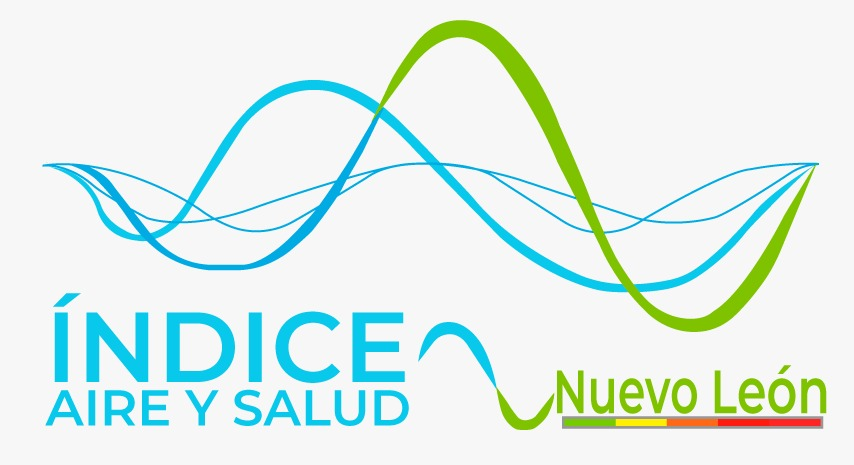 ÍNDICE
AIRE Y SALUD
Nuevo León